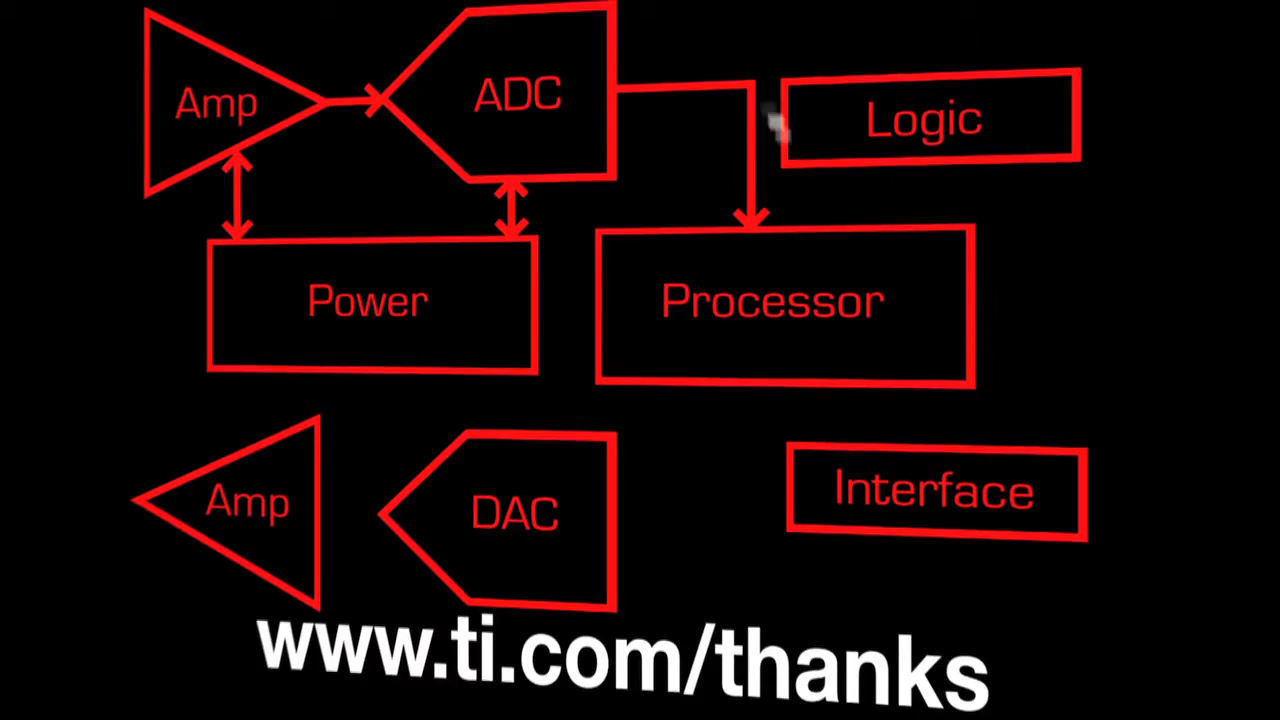 Amp
ADC
Logic
Power
Processor
Amp
DAC
Interface
www.ti.com/thanks